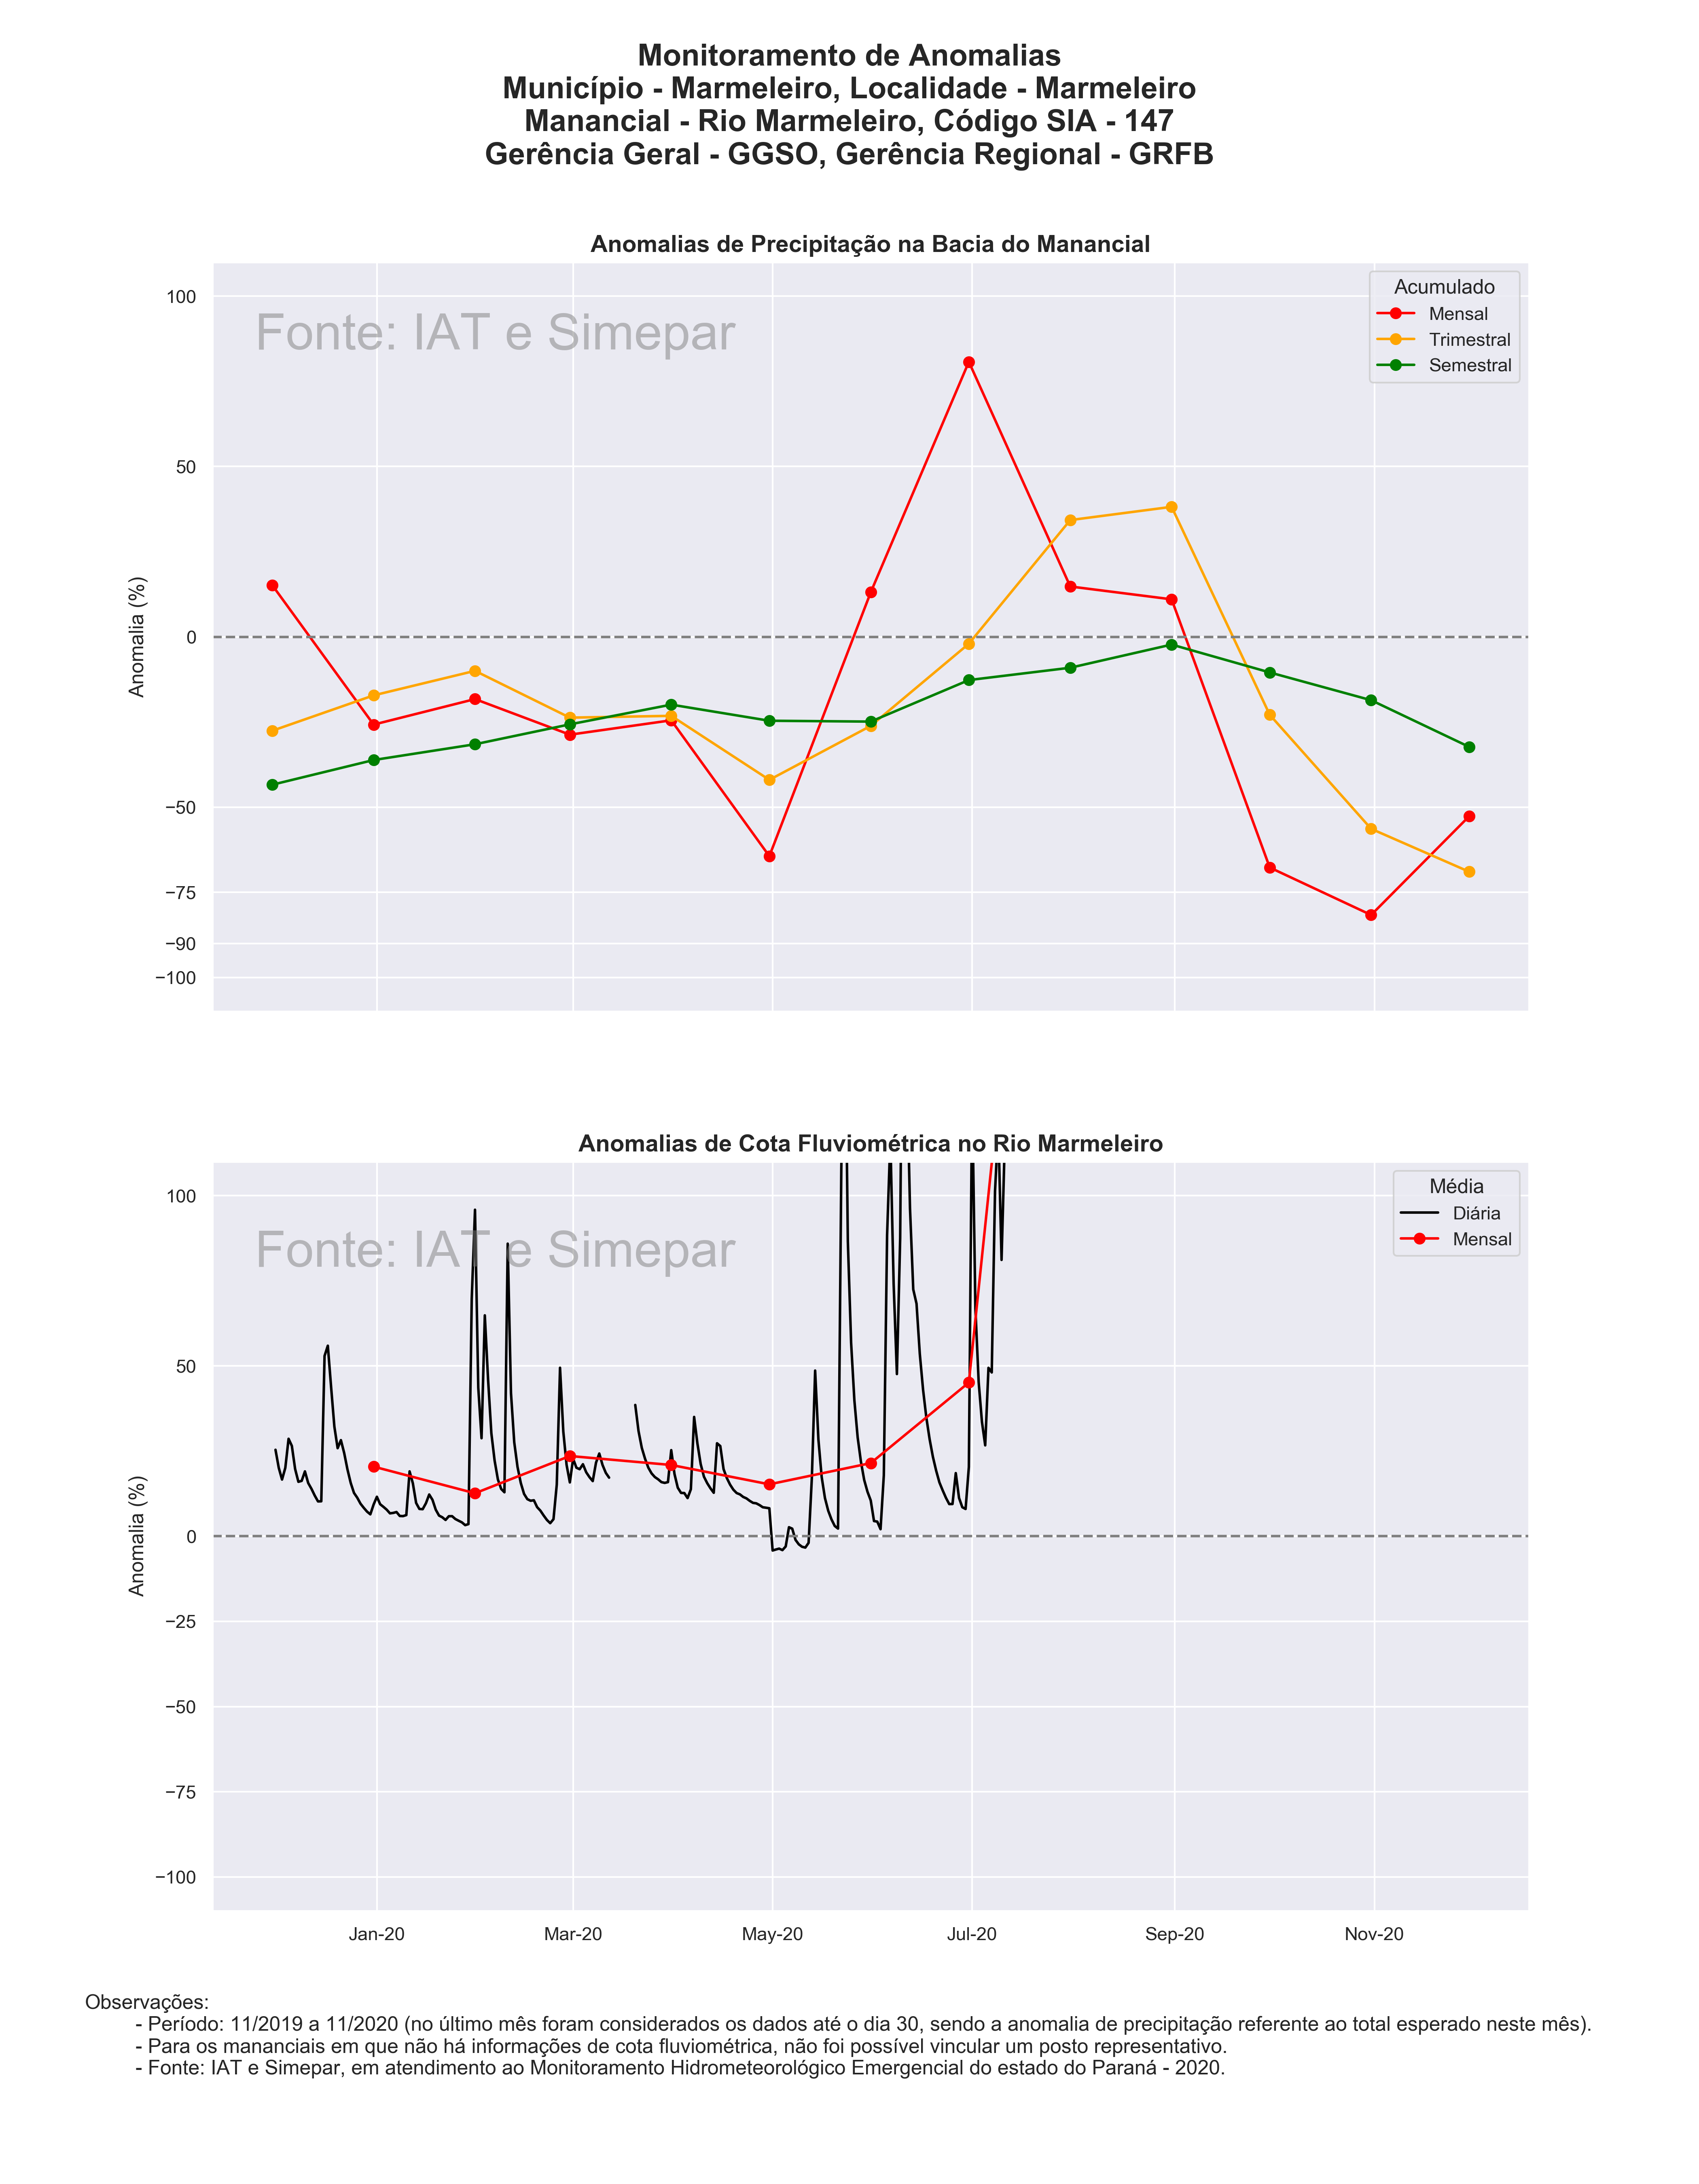 Monitoramento de Anomalias
Município - Marmeleiro, Localidade - Marmeleiro
Manancial - Rio Marmeleiro, Código SIA - 147
Gerência Geral - GGSO, Gerência Regional - GRFB
Anomalias de Precipitação na Bacia do Manancial
Fonte: IAT e Simepar
Acumulado
Mensal
Trimestral
Semestral
Anomalia (%)
100
50
0
−50
−75
−90
−100
Anomalias de Cota Fluviométrica no Rio Marmeleiro
Fonte: IAT e Simepar
Média
Diária
Mensal
Anomalia (%)
100
50
0
−25
−50
−75
−100
Jan-20 Mar-20 May-20 Jul-20 Sep-20 Nov-20
Observações:
- Período: 11/2019 a 11/2020 (no último mês foram considerados os dados até o dia 30, sendo a anomalia de precipitação referente ao total esperado neste mês).
- Para os mananciais em que não há informações de cota fluviométrica, não foi possível vincular um posto representativo.
- Fonte: IAT e Simepar, em atendimento ao Monitoramento Hidrometeorológico Emergencial do estado do Paraná - 2020.